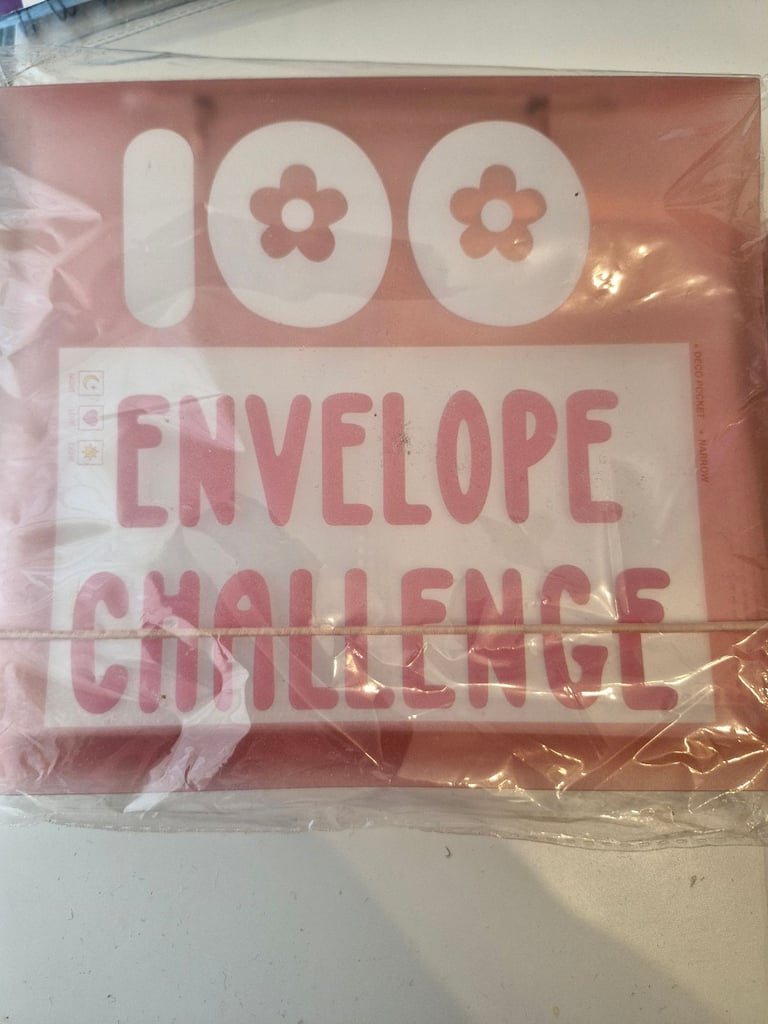 100
ENVELOPE
CHALLENGE
• DECO POCKET • NARROW